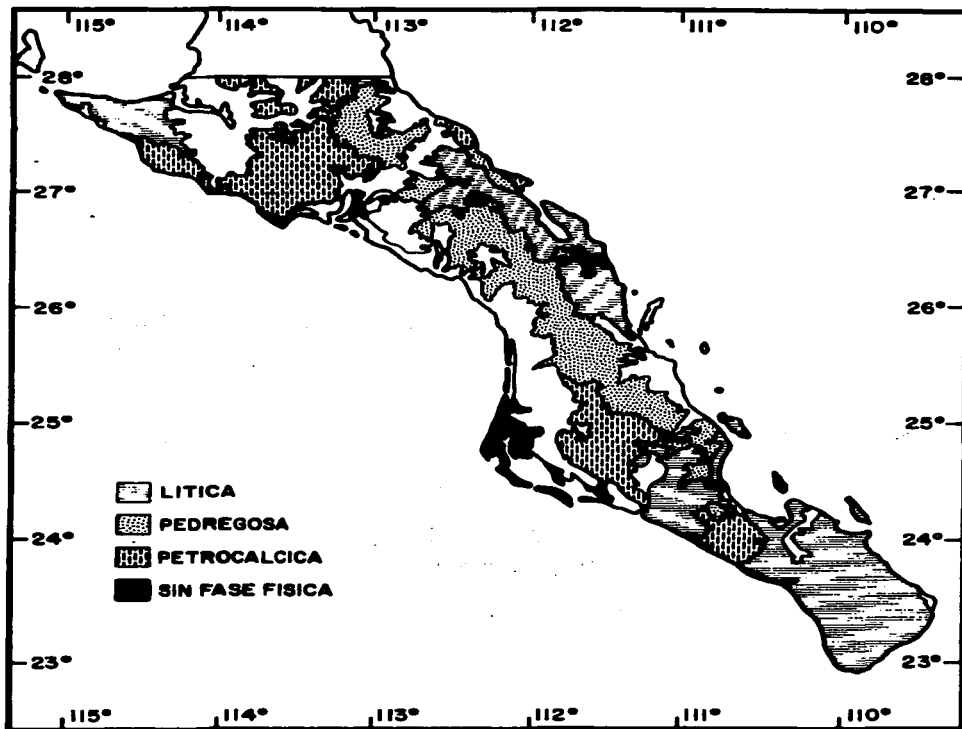 115° 114° 113° 112° 111° 110°
28° 28°
27° 27°
26° 26°
25° 25°
24° 24°
23° 23°
LITICA
PEDREGOSA
PETROCALCICA
SIN FASE FISICA
115° 114° 113° 112° 111° 110°